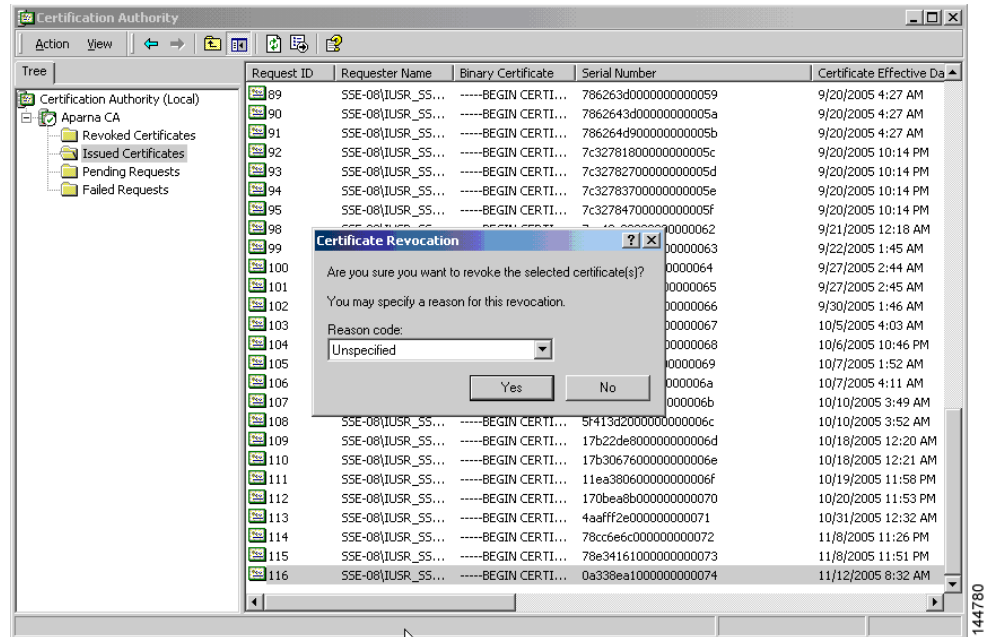 Certification Authority
Action View
Tree
Request ID Requester Name Binary Certificate Serial Number Certificate Effective Da
Certification Authority (Local)
Aparna CA
Revoked Certificates
Issued Certificates
Pending Requests
Failed Requests
89 SSE-08\IUSR_SS... -----BEGIN CERTI... 786263d0000000000059 9/20/2005 4:27 AM
90 SSE-08\IUSR_SS... -----BEGIN CERTI... 7862643d00000000005a 9/20/2005 4:27 AM
91 SSE-08\IUSR_SS... -----BEGIN CERTI... 786264d900000000005b 9/20/2005 4:27 AM
92 SSE-08\IUSR_SS... -----BEGIN CERTI... 7c32781800000000005c 9/20/2005 10:14 PM
93 SSE-08\IUSR_SS... -----BEGIN CERTI... 7c32782700000000005d 9/20/2005 10:14 PM
94 SSE-08\IUSR_SS... -----BEGIN CERTI... 7c32783700000000005e 9/20/2005 10:14 PM
95 SSE-08\IUSR_SS... -----BEGIN CERTI... 7c32784700000000005f 9/20/2005 10:14 PM
98 9/21/2005 12:18 AM
99 9/22/2005 1:45 AM
100 0000064 9/27/2005 2:44 AM
101 9/27/2005 2:45 AM
102 9/30/2005 1:46 AM
103 10/5/2005 4:03 AM
104 10/6/2005 10:46 PM
105 10/7/2005 1:52 AM
106 10/7/2005 4:11 AM
107 10/10/2005 3:49 AM
Certificate Revocation
Are you sure you want to revoke the selected certificate(s)?
You may specify a reason for this revocation.
Reason code:
Unspecified
Yes No
108 SSE-08\IUSR_SS... -----BEGIN CERTI... 5f413d2000000000006c 10/10/2005 3:52 AM
109 SSE-08\IUSR_SS... -----BEGIN CERTI... 17b22de800000000006d 10/18/2005 12:20 AM
110 SSE-08\IUSR_SS... -----BEGIN CERTI... 17b3067600000000006e 10/18/2005 12:21 AM
111 SSE-08\IUSR_SS... -----BEGIN CERTI... 11ea380600000000006f 10/19/2005 11:58 PM
112 SSE-08\IUSR_SS... -----BEGIN CERTI... 170bea8b000000000070 10/20/2005 11:53 PM
113 SSE-08\IUSR_SS... -----BEGIN CERTI... 4aafff2e000000000071 10/31/2005 12:32 AM
114 SSE-08\IUSR_SS... -----BEGIN CERTI... 78cc6e6c000000000072 11/8/2005 11:26 PM
115 SSE-08\IUSR_SS... -----BEGIN CERTI... 78e34161000000000073 11/8/2005 11:51 PM
116 SSE-08\IUSR_SS... -----BEGIN CERTI... 0a338ea1000000000074 11/12/2005 8:32 AM
144780